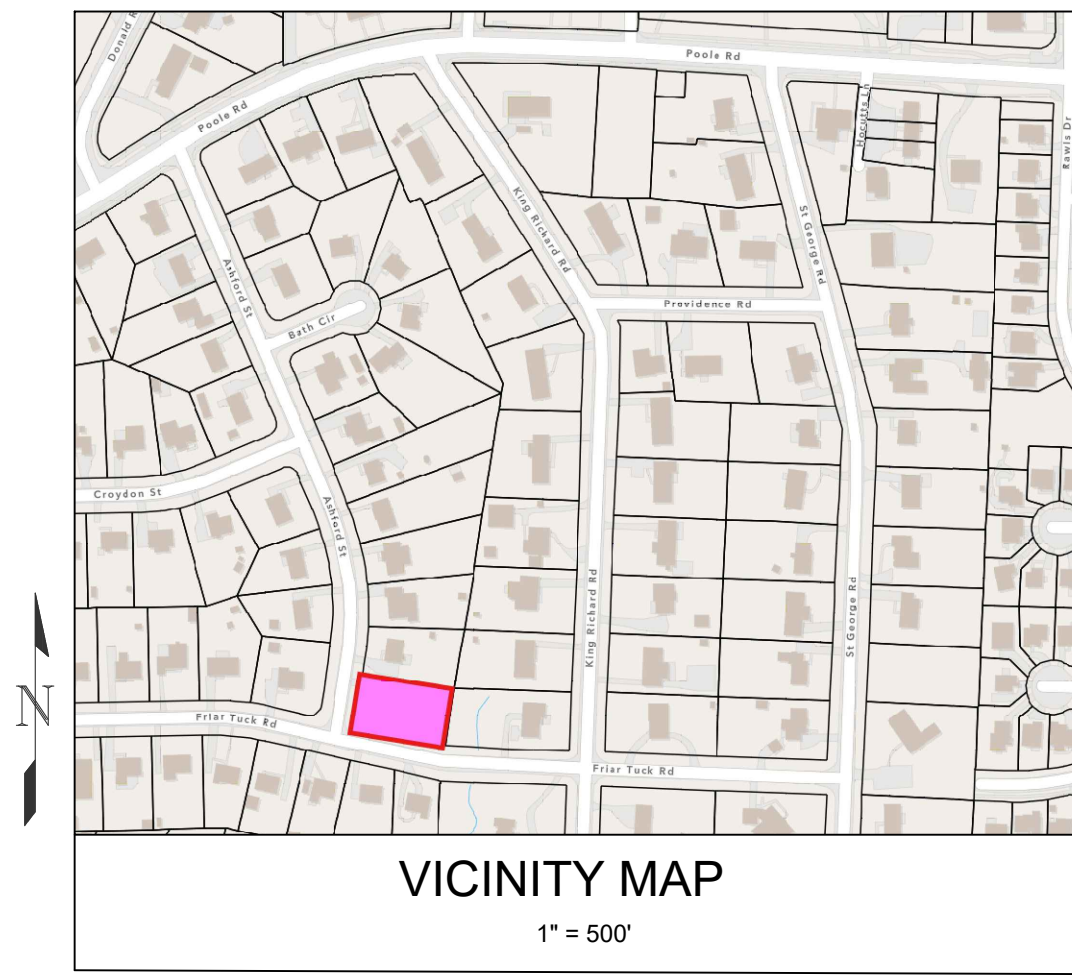 Donald R
Poole Rd
Poole Rd
Hocutts Ln
Rawls Dr
King Richard Rd
St George Rd
Ashford St
Providence Rd
Bath Cir
Croydon St
Ashford St
King Richard Rd
St George Rd
N
Friar Tuck Rd
Friar Tuck Rd
VICINITY MAP
1" = 500'